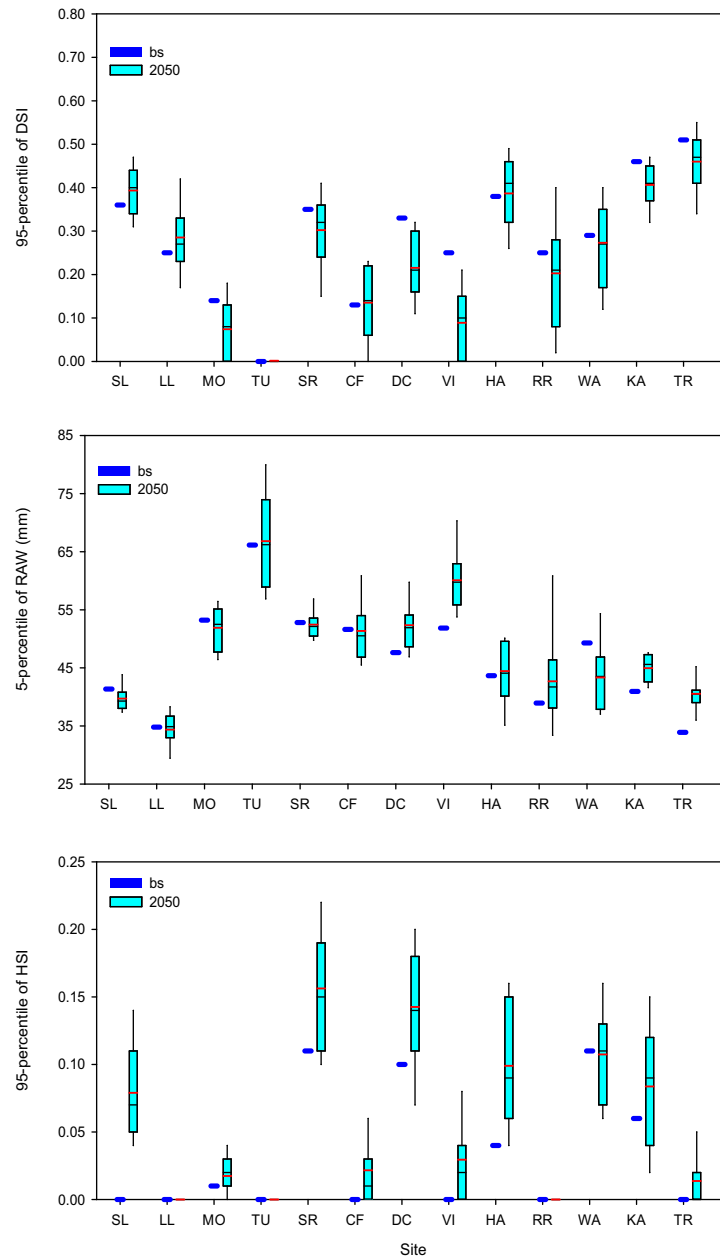 0.80
0.70
0.60
0.50
0.40
0.30
0.20
0.10
0.00
95-percentile of DSI
bs
2050
SL LL MO TU SR CF DC VI HA RR WA KA TR
85
75
65
55
45
35
25
5-percentile of RAW (mm)
bs
2050
SL LL MO TU SR CF DC VI HA RR WA KA TR
0.25
0.20
0.15
0.10
0.05
0.00
95-percentile of HSI
bs
2050
SL LL MO TU SR CF DC VI HA RR WA KA TR
Site